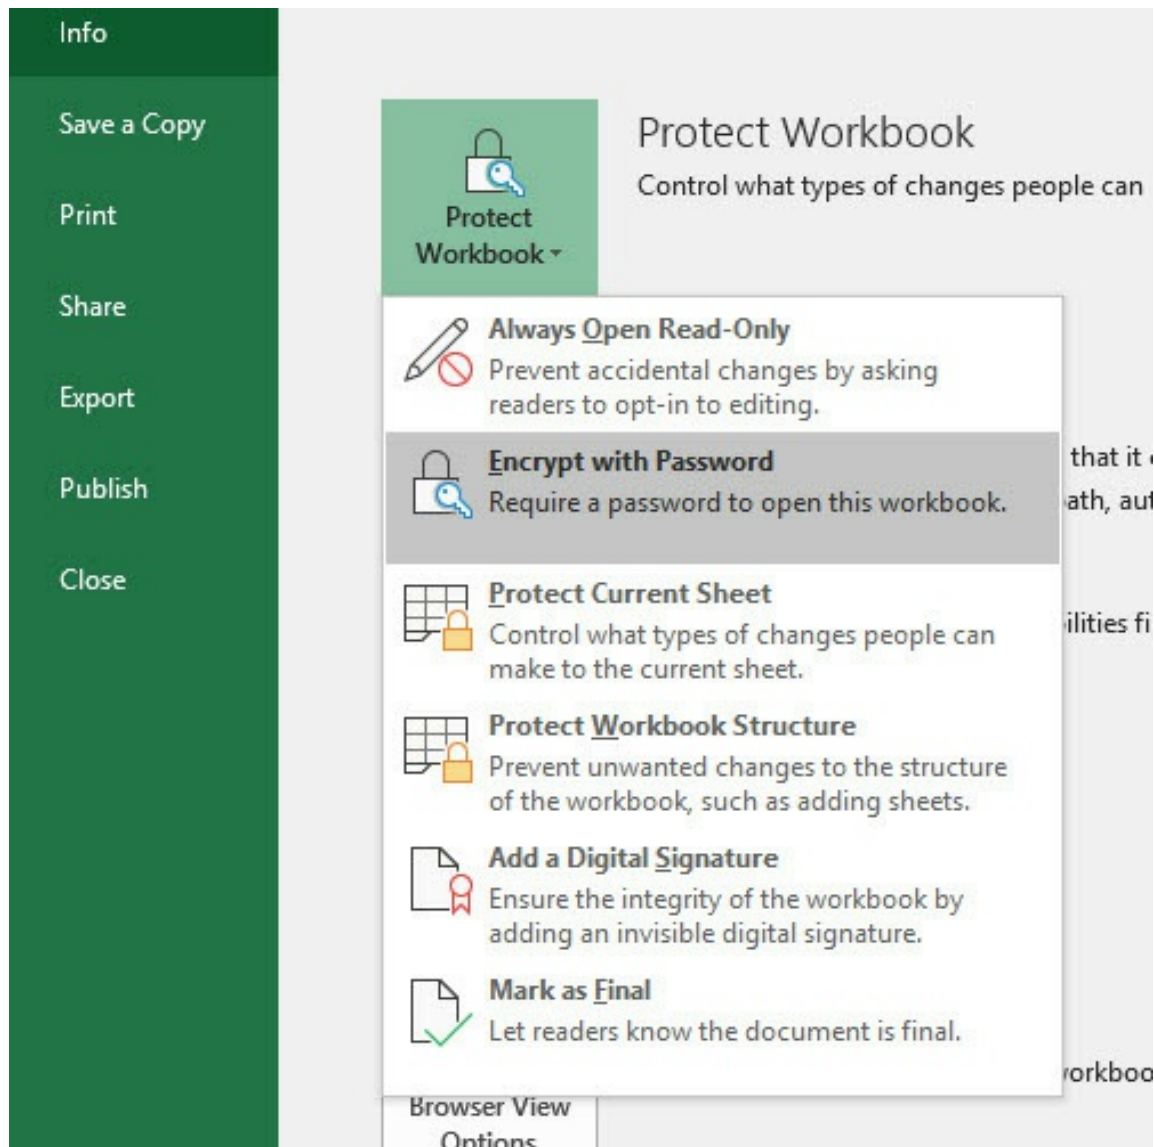 Info
Save a Copy
Print
Share
Export
Publish
Close
Protect
Workbook
Protect Workbook
Control what types of changes people can
Always Open Read-Only
Prevent accidental changes by asking
readers to opt-in to editing.
Encrypt with Password
Require a password to open this workbook.
Protect Current Sheet
Control what types of changes people can
make to the current sheet.
Protect Workbook Structure
Prevent unwanted changes to the structure
of the workbook, such as adding sheets.
Add a Digital Signature
Ensure the integrity of the workbook by
adding an invisible digital signature.
Mark as Final
Let readers know the document is final.
that it
Browser View
Options